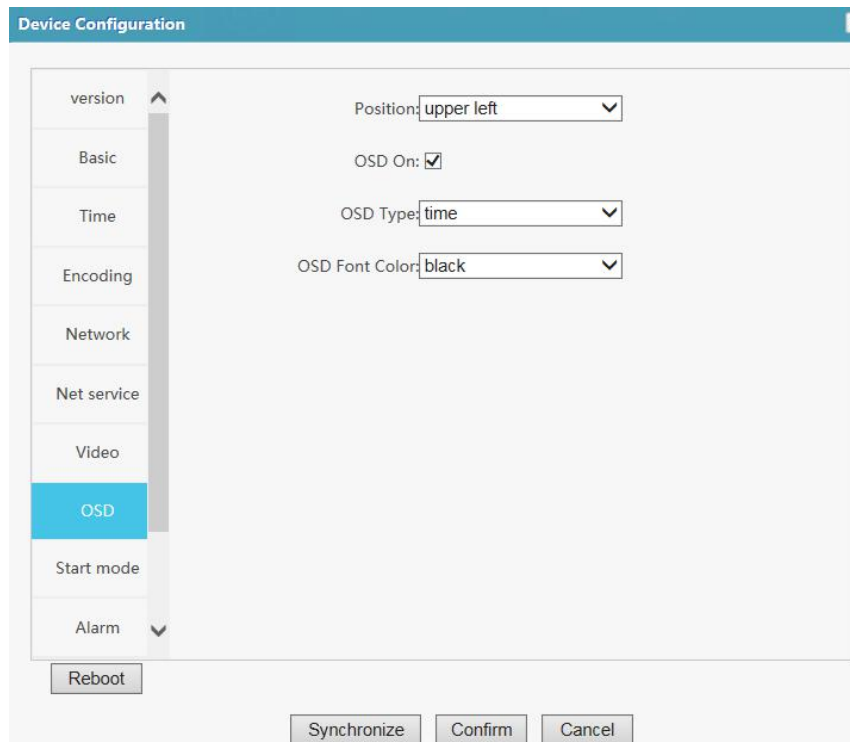 Device Configuration
version
Basic
Time
Encoding
Network
Net service
Video
OSD
Start mode
Alarm
Position: upper left
OSD On:
OSD Type: time
OSD Font Color: black
Reboot
Synchronize Confirm Cancel